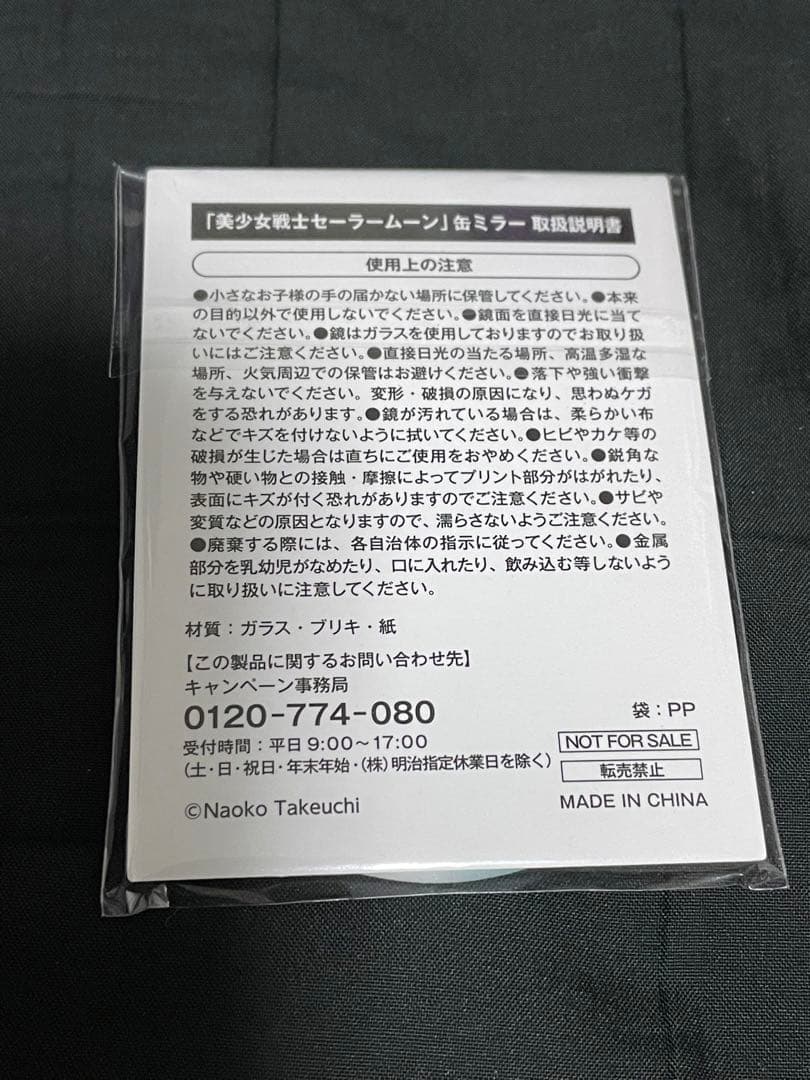 「美少女戦士セーラームーン」缶ミラー 取扱説明書
使用上の注意
●小さなお子様の手の届かない場所に保管してください。●本来
の目的以外で使用しないでください。●鏡面を直接日光に当て
ないでください。●鏡はガラスを使用しておりますのでお取り扱
いにはご注意ください。●直接日光の当たる場所、高温多湿な
場所、火気周辺での保管はお避けください。●落下や強い衝撃
を与えないでください。変形・破損の原因になり、思わぬケガ
をする恐れがあります。●鏡が汚れている場合は、柔らかい布
などでキズを付けないように拭いてください。●ヒビやカケ等の
破損が生じた場合は直ちにご使用をおやめください。●鋭角な
物や硬い物との接触・摩擦によってプリント部分がはがれたり、
表面にキズが付く恐れがありますのでご注意ください。●サビや
変質などの原因となりますので、濡らさないようご注意ください。
●廃棄する際には、各自治体の指示に従ってください。●金属
部分を乳幼児がなめたり、口に入れたり、飲み込む等しないよう
に取り扱いに注意してください。
材質：ガラス・ブリキ・紙
【この製品に関するお問い合わせ先】
キャンペーン事務局
0120-774-080
袋：PP
受付時間：平日9:00～17:00
NOT FOR SALE
(土・日・祝日・年末年始・(株)明治指定休業日を除く)
転売禁止
©Naoko Takeuchi
MADE IN CHINA